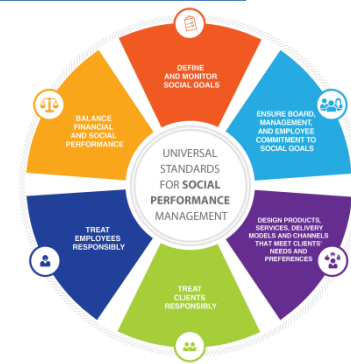 DEFINE
AND MONITOR
SOCIAL GOALS
ENSURE BOARD,
MANAGEMENT,
AND EMPLOYEE
COMMITMENT TO
SOCIAL GOALS
DESIGN PRODUCTS,
SERVICES, DELIVERY
MODELS AND CHANNELS
THAT MEET CLIENTS'
NEEDS AND
PREFERENCES
TREAT
CLIENTS
RESPONSIBLY
TREAT
EMPLOYEES
RESPONSIBLY
BALANCE
FINANCIAL
AND SOCIAL
PERFORMANCE
UNIVERSAL
STANDARDS
FOR SOCIAL
PERFORMANCE
MANAGEMENT